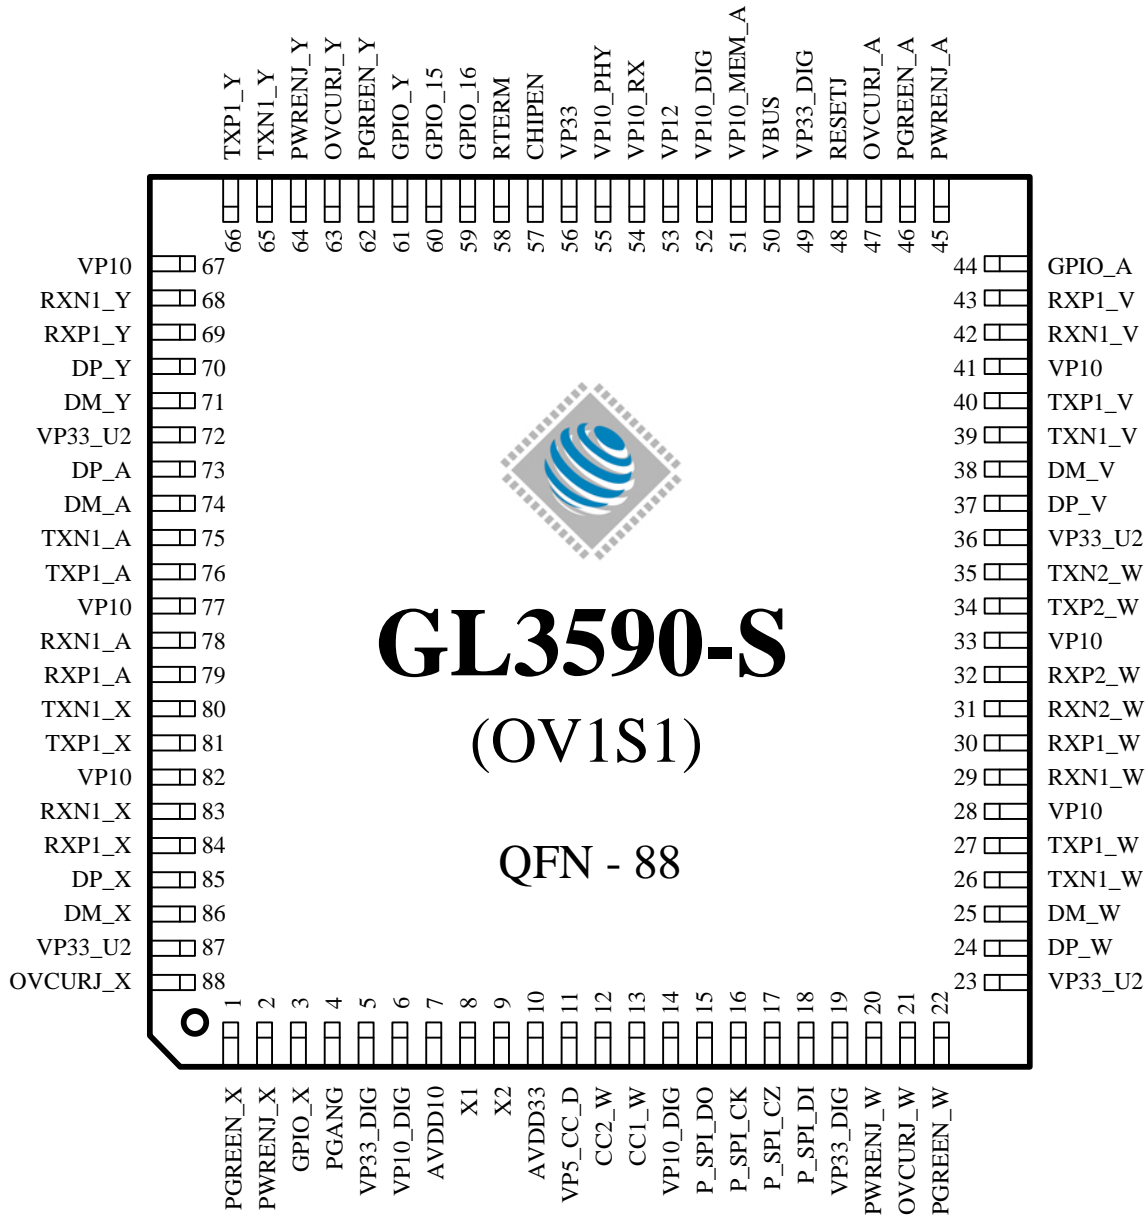 TXP1_Y
TXN1_Y
PWRENJ_Y
OVCURJ_Y
PGREEN_Y
GPIO_Y
GPIO_15
GPIO_16
RTERM
CHIPEN
VP33
VP10_PHY
VP10_RX
VP12
VP10_DIG
VP10_MEM_A
VBUS
VP33_DIG
RESETJ
OVCURJ_A
PGREEN_A
PWRENJ_A
66
65
64
63
62
61
60
59
58
57
56
55
54
53
52
51
50
49
48
47
46
45
VP10 67
RXN1_Y 68
RXP1_Y 69
DP_Y 70
DM_Y 71
VP33_U2 72
DP_A 73
DM_A 74
TXN1_A 75
TXP1_A 76
VP10 77
RXN1_A 78
RXP1_A 79
TXN1_X 80
TXP1_X 81
VP10 82
RXN1_X 83
RXP1_X 84
DP_X 85
DM_X 86
VP33_U2 87
OVCURJ_X 88
GL3590-S
(OV1S1)
QFN - 88
44 GPIO_A
43 RXP1_V
42 RXN1_V
41 VP10
40 TXP1_V
39 TXN1_V
38 DM_V
37 DP_V
36 VP33_U2
35 TXN2_W
34 TXP2_W
33 VP10
32 RXP2_W
31 RXN2_W
30 RXP1_W
29 RXN1_W
28 VP10
27 TXP1_W
26 TXN1_W
25 DM_W
24 DP_W
23 VP33_U2
1
2
3
4
5
6
7
8
9
10
11
12
13
14
15
16
17
18
19
20
21
22
PGREEN_X
PWRENJ_X
GPIO_X
PGANG
VP33_DIG
VP10_DIG
AVDD10
X1
X2
AVDD33
VP5_CC_D
CC2_W
CC1_W
VP10_DIG
P_SPI_DO
P_SPI_CK
P_SPI_CZ
P_SPI_DI
VP33_DIG
PWRENJ_W
OVCURJ_W
PGREEN_W